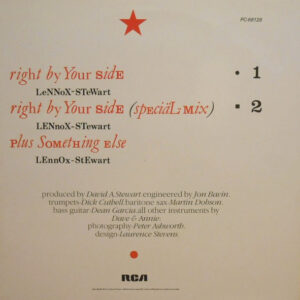 PC-68128
right by Your SiDE • 1
LeNNoX-STeWart
right by Your SiDE (speciäL MiX) • 2
LENnoX-STewart
pLus SoMETHing ELse
LEnnOx-StEwart
produced by David A.Stewart.engineered by Jon Bavin.
trumpets-Dick Cuthell.baritone sax-Martin Dobson.
bass guitar-Dean Garcia.all other instruments by
Dave & Annie.
photography-Peter Ashworth.
design-Laurence Stevens.
RCA